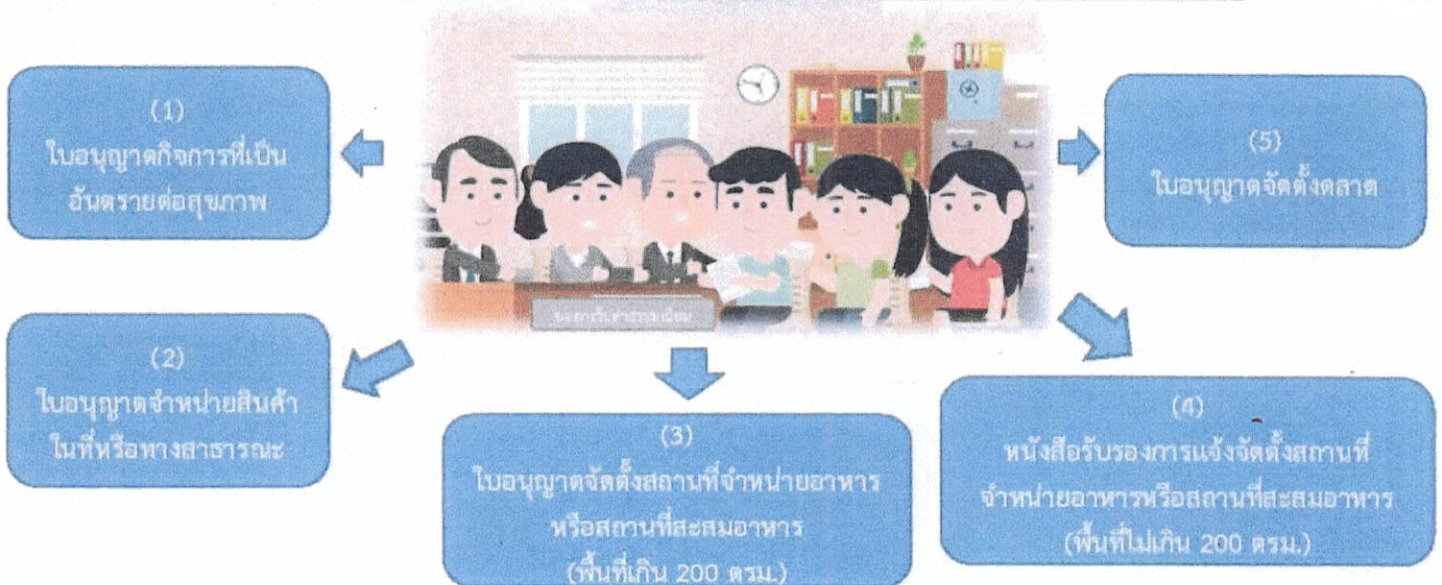 (1)
ใบอนุญาตกิจการที่เป็น
อันตรายต่อสุขภาพ
(2)
ใบอนุญาตจำหน่ายสินค้า
ในที่หรือทางสาธารณะ
(3)
ใบอนุญาตจัดตั้งสถานที่จำหน่ายอาหาร
หรือสถานที่สะสมอาหาร
(พื้นที่เกิน 200 ตรม.)
(4)
หนังสือรับรองการแจ้งจัดตั้งสถานที่
จำหน่ายอาหารหรือสถานที่สะสมอาหาร
(พื้นที่ไม่เกิน 200 ตรม.)
(5)
ใบอนุญาตจัดตั้งตลาด